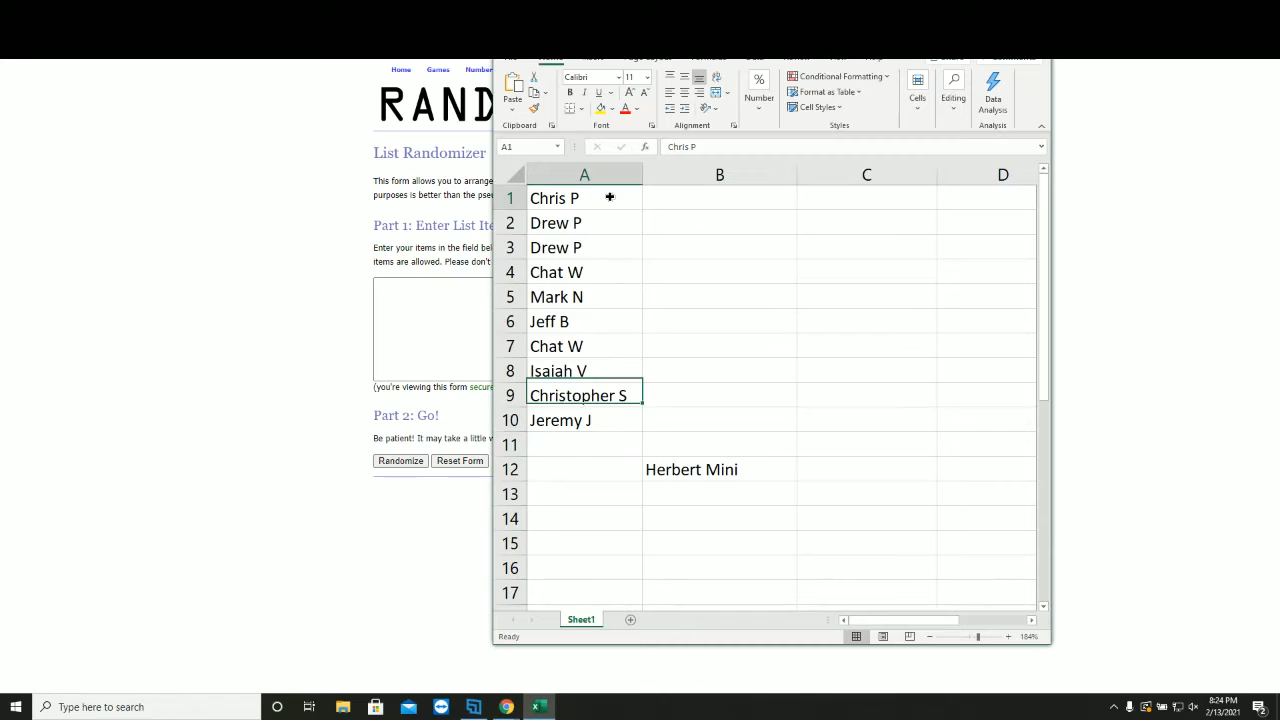 Home Games Number
RAND
List Randomizer
This form allows you to arrange
purposes is better than the pse
Part 1: Enter List Ite
Enter your items in the field bel
items are allowed. Please don't
(you're viewing this form secure
Part 2: Go!
Be patient! It may take a little w
Randomize Reset Form
Paste
Calibri 11
B I U
A A
Number
Conditional Formatting
Format as Table
Cell Styles
Cells
Editing
Data
Analysis
Clipboard Font Alignment Styles Analysis
A1 fx Chris P
A B C D
1 Chris P
2 Drew P
3 Drew P
4 Chat W
5 Mark N
6 Jeff B
7 Chat W
8 Isaiah V
9 Christopher S
10 Jeremy J
11
12 Herbert Mini
13
14
15
16
17
Sheet1
Ready 184%
Type here to search
8:24 PM
2/13/2021
2